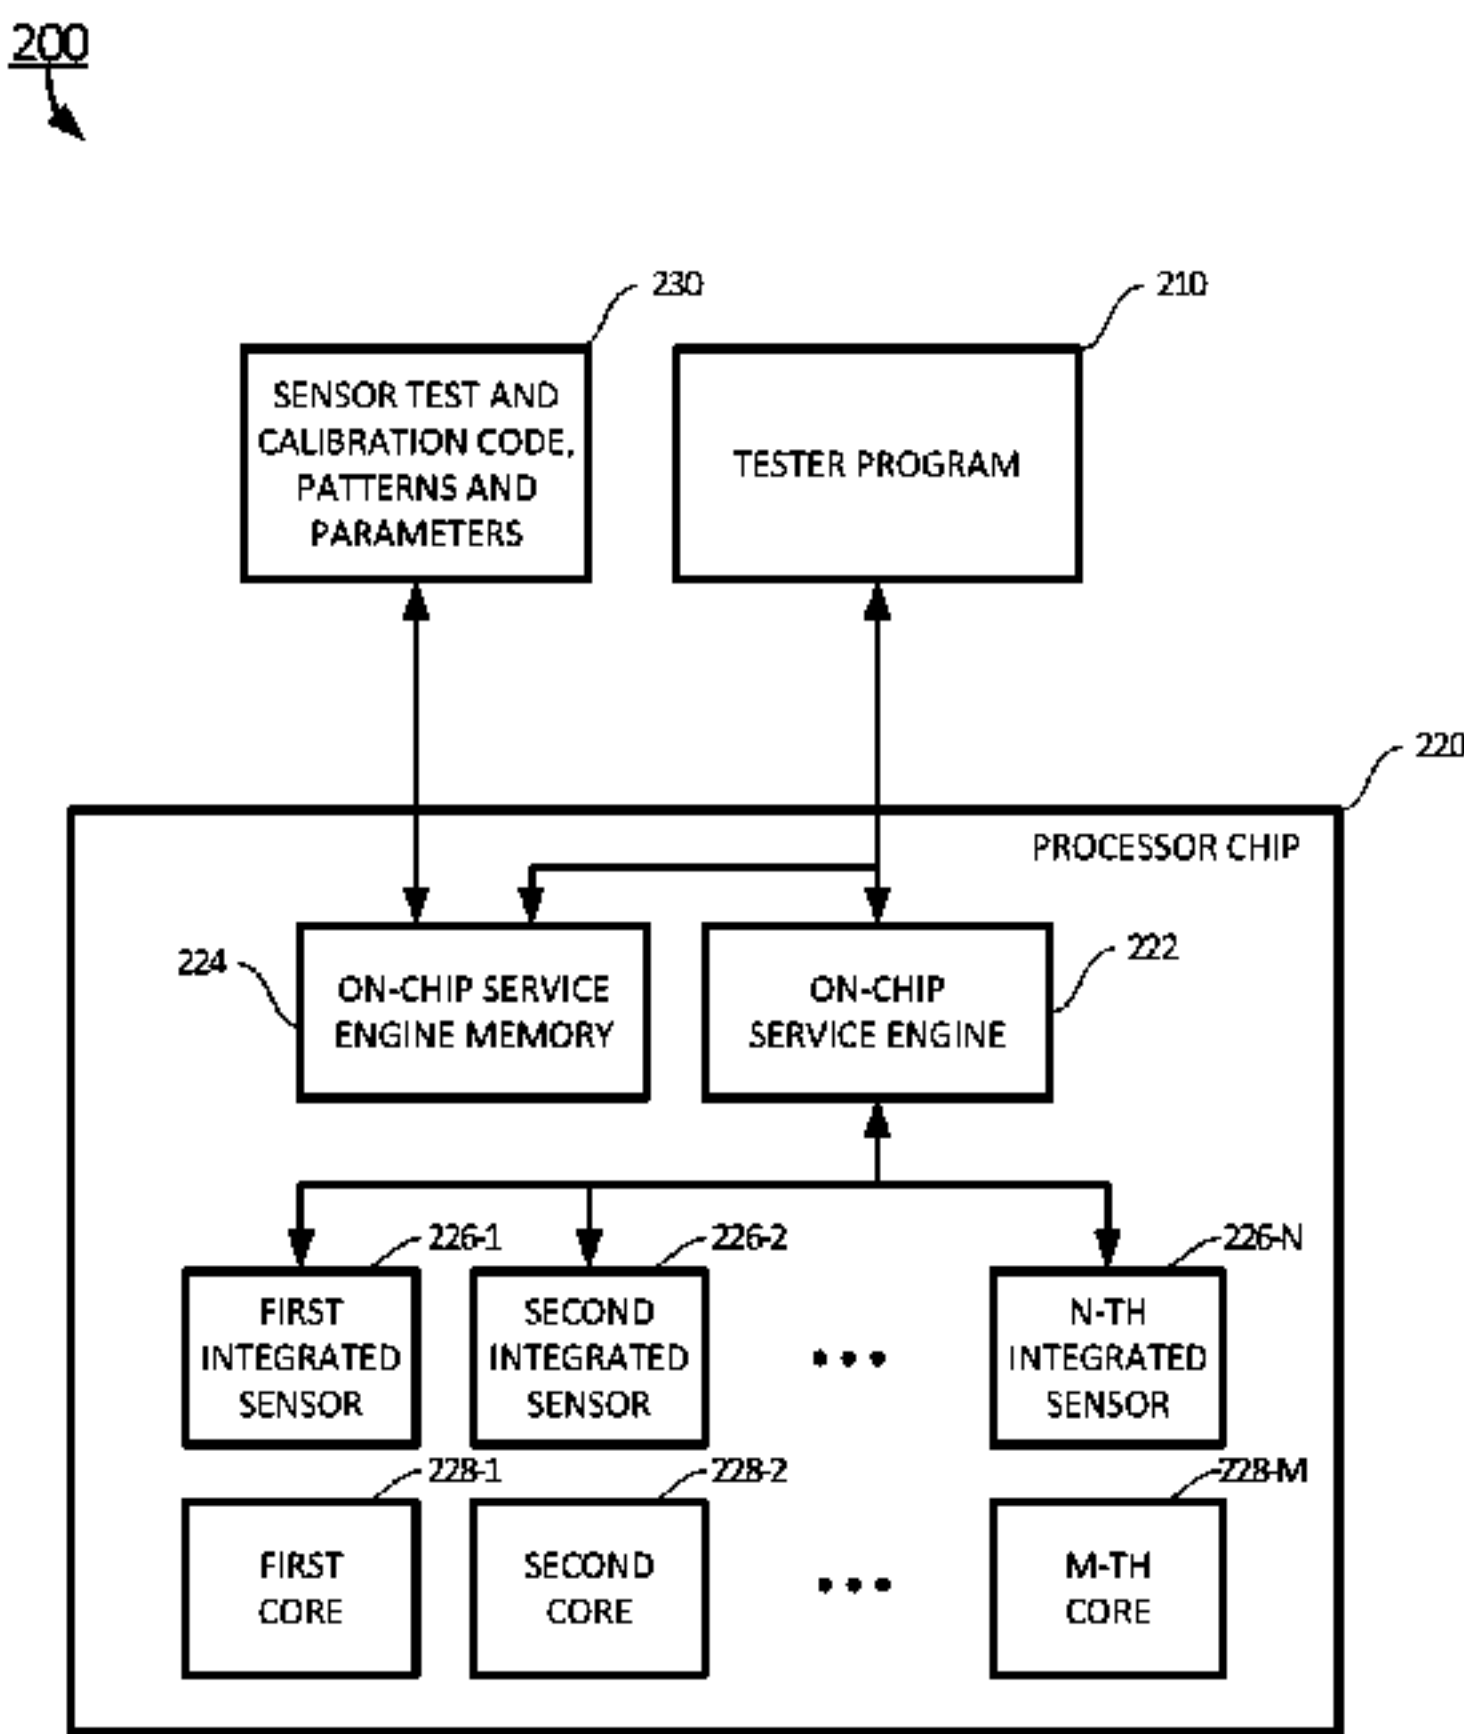 200
230
210
SENSOR TEST AND
CALIBRATION CODE,
PATTERNS AND
PARAMETERS
TESTER PROGRAM
220
PROCESSOR CHIP
224
ON-CHIP SERVICE
ENGINE MEMORY
ON-CHIP
SERVICE ENGINE
222
226-1
226-2
226-N
FIRST
INTEGRATED
SENSOR
SECOND
INTEGRATED
SENSOR
N-TH
INTEGRATED
SENSOR
228-1
228-2
228-M
FIRST
CORE
SECOND
CORE
M-TH
CORE